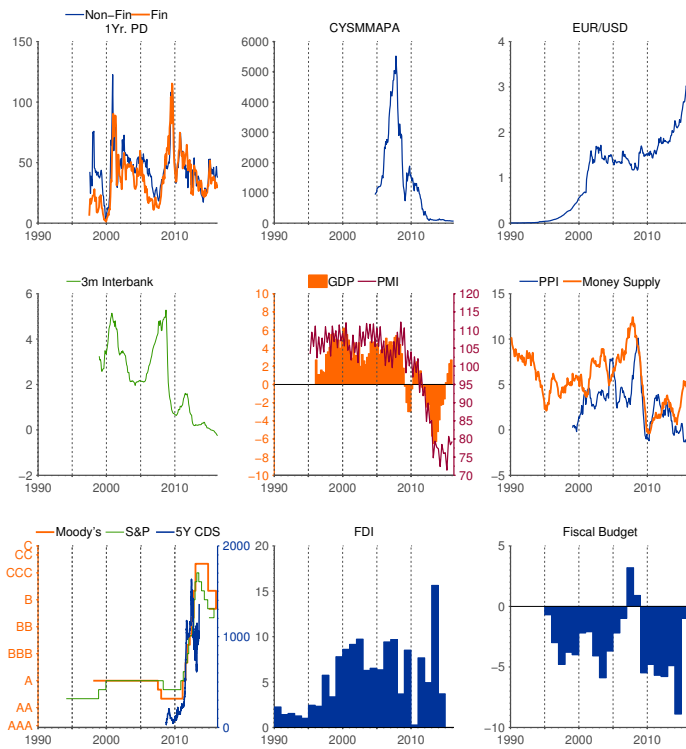 Non−Fin Fin
1Yr. PD
150
100
50
0
1990 2000 2010
CYSMMAPA
6000
5000
4000
3000
2000
1000
0
1990 2000 2010
EUR/USD
4
3
2
1
0
1990 2000 2010
3m Interbank
6
4
2
0
−2
1990 2000 2010
GDP PMI
10 120
8 115
6 110
4 105
2 100
0 95
−2 90
−4 85
−6 80
−8 75
−10 70
1990 2000 2010
PPI Money Supply
15
10
5
0
−5
1990 2000 2010
Moody's S&P 5Y CDS
C 2000
CC
CCC
B
BB 1000
BBB
A
AA
AAA 0
1990 2000 2010
FDI
20
15
10
5
0
1990 2000 2010
Fiscal Budget
5
0
−5
−10
1990 2000 2010